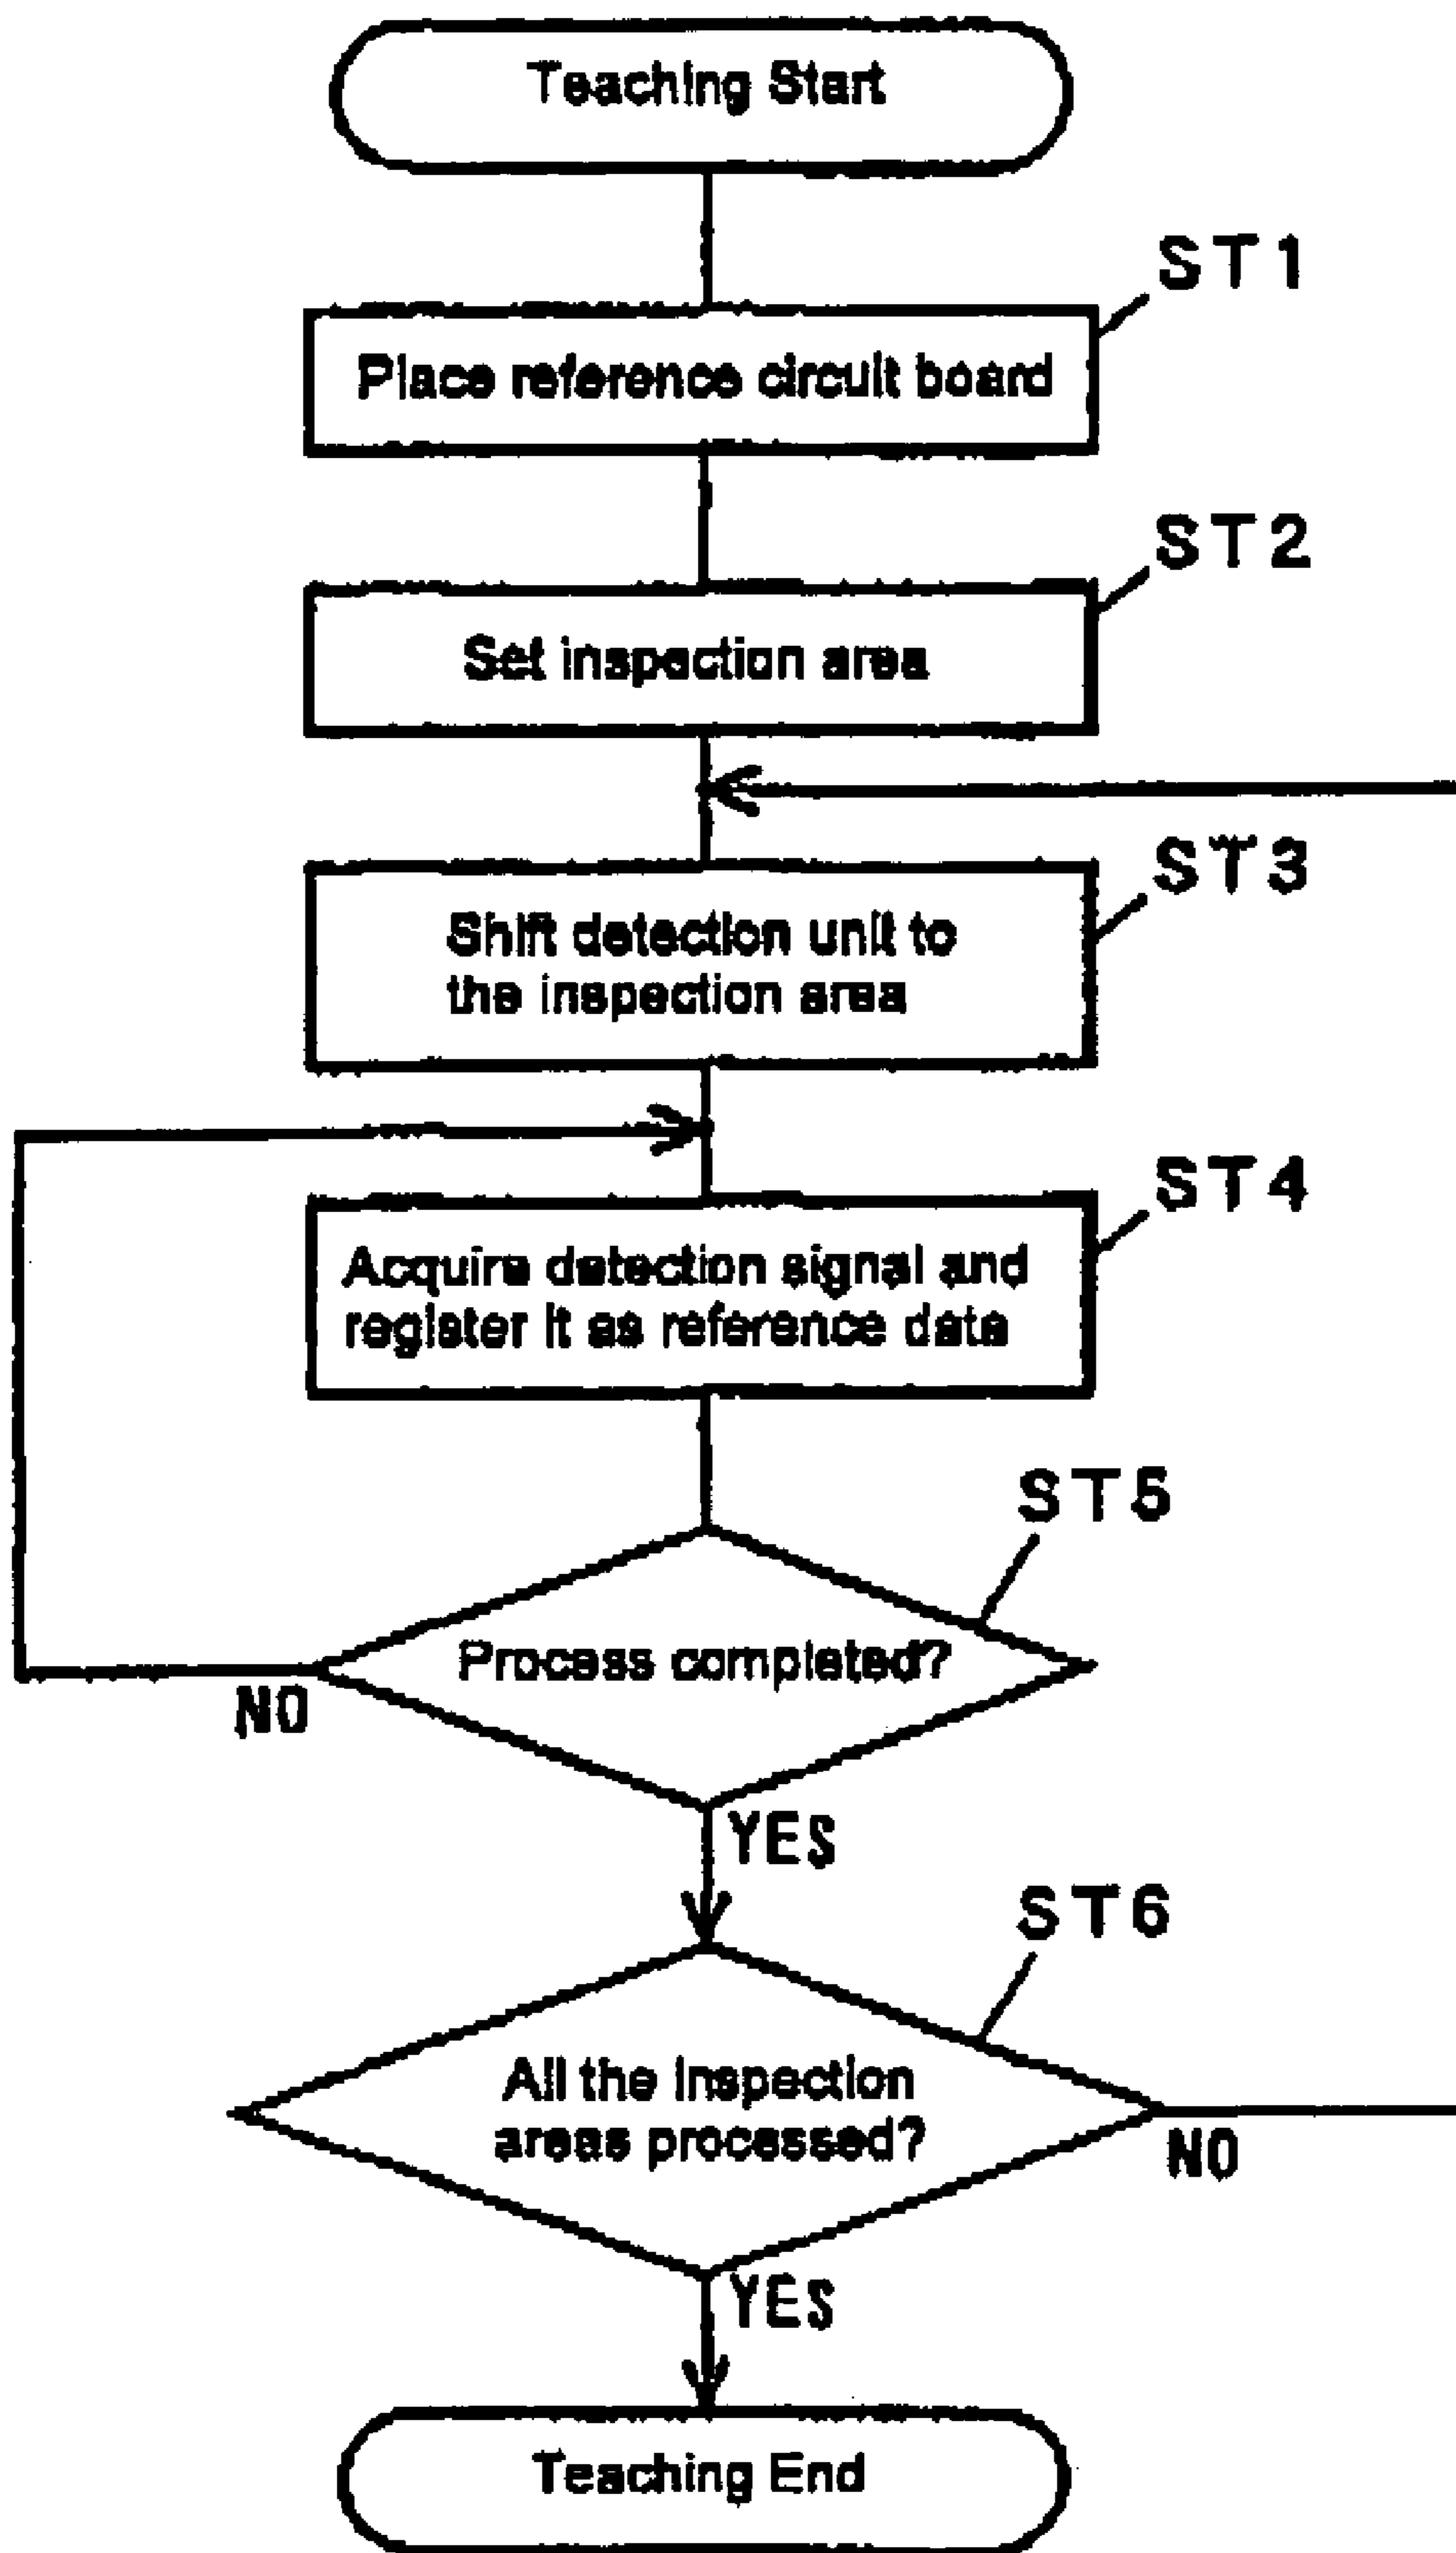 Teaching Start
ST1
Place reference circuit board
ST2
Set inspection area
ST3
Shift detection unit to
the inspection area
ST4
Acquire detection signal and
register it as reference data
ST5
Process completed?
NO
YES
ST6
All the inspection
areas processed?
NO
YES
Teaching End